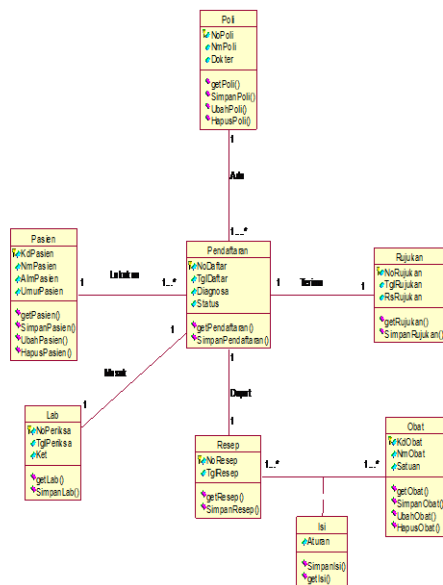 Poli
NoPoli
NmPoli
Dokter
getPoli()
SimpanPoli()
UbahPoli()
HapusPoli()
1
Ada
1...*
Pasien
KdPasien
NmPasien
AlmPasien
UmurPasien
getPasien()
SimpanPasien()
UbahPasien()
HapusPasien()
1
Lakukan
1...*
Pendaftaran
NoDaftar
TglDaftar
Diagnosa
Status
getPendaftaran()
SimpanPendaftaran()
1
Terima
1
Rujukan
NoRujukan
TglRujukan
RsRujukan
getRujukan()
SimpanRujukan()
1
Masuk
1
1
Dapat
1
Lab
NoPeriksa
TglPeriksa
Ket
getLab()
SimpanLab()
Resep
NoResep
TglResep
getResep()
SimpanResep()
1...*
1...*
Obat
KdObat
NmObat
Satuan
getObat()
SimpanObat()
UbahObat()
HapusObat()
Isi
Aturan
SimpanIsi()
getIsi()